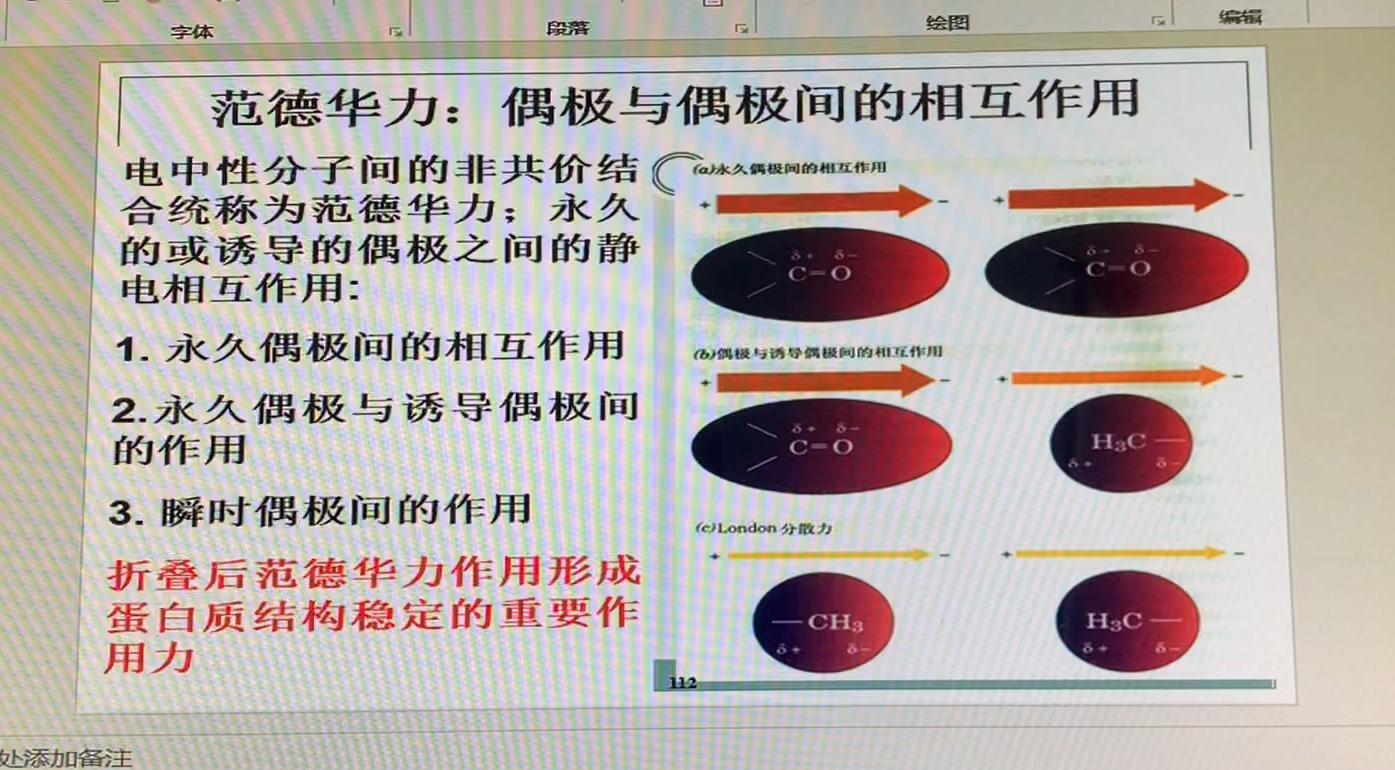 字体
段落
绘图
编辑
范德华力：偶极与偶极间的相互作用
电中性分子间的非共价结
合统称为范德华力；永久
的或诱导的偶极之间的静
电相互作用:
1. 永久偶极间的相互作用
2.永久偶极与诱导偶极间
的作用
3. 瞬时偶极间的作用
折叠后范德华力作用形成
蛋白质结构稳定的重要作
用力
(a)永久偶极间的相互作用
+ − + −
δ+ δ− δ+ δ−
C=O C=O
(b)偶极与诱导偶极间的相互作用
+ − + −
δ+ δ−
C=O H₃C —
δ+ δ−
(c)London 分散力
+ − + −
— CH₃ H₃C —
δ+ δ− δ+ δ−
112
处添加备注